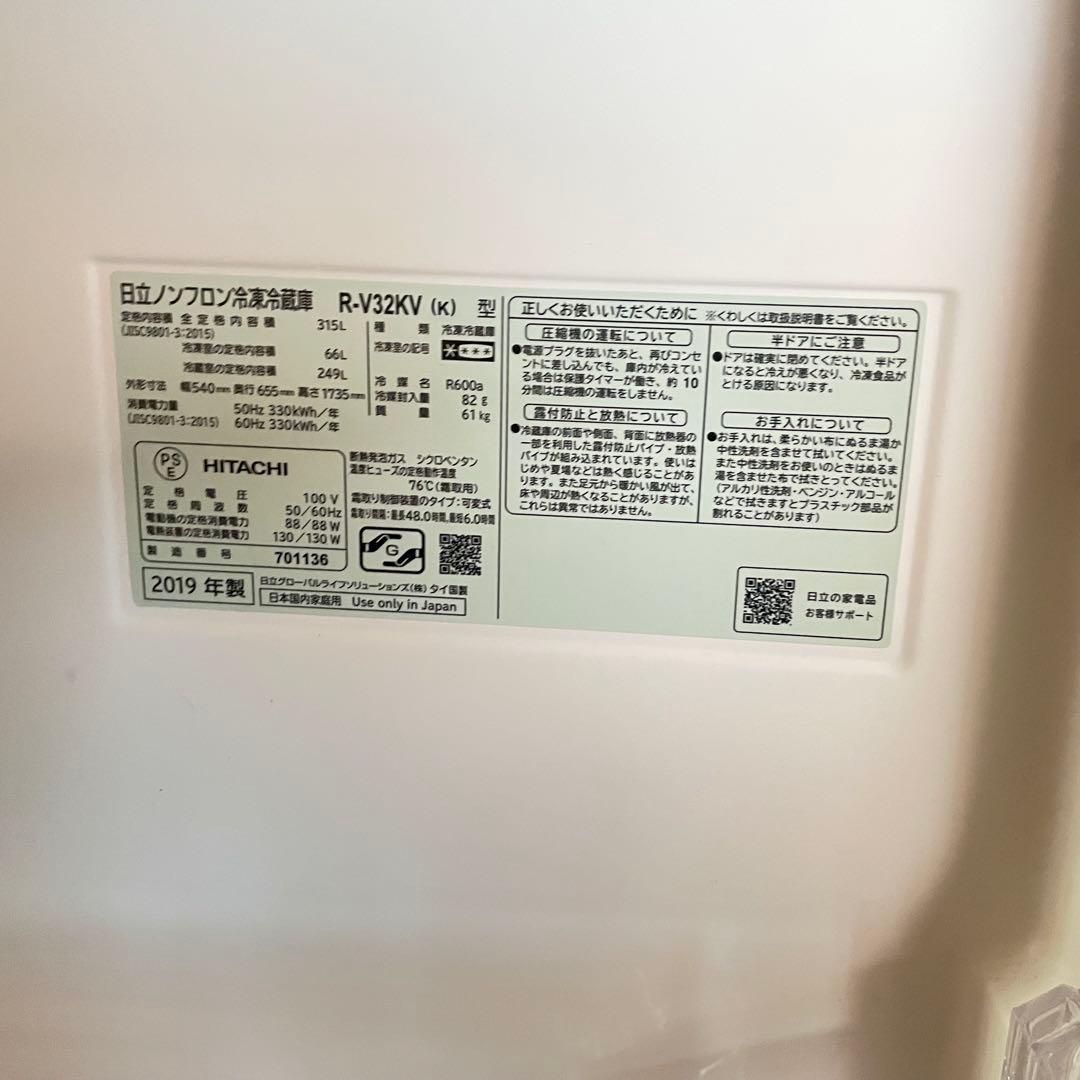 日立ノンフロン冷凍冷蔵庫 R-V32KV (K) 型
定格内容積 全定格内容積 315L
(JISC9801-3:2015)
冷凍室の定格内容積 66L
冷蔵室の定格内容積 249L
外形寸法 幅540mm 奥行655mm 高さ1735mm
消費電力量 50Hz 330kWh/年
(JISC9801-3:2015) 60Hz 330kWh/年
種類 冷凍冷蔵庫
冷凍室の記号 ****
冷媒名 R600a
冷媒封入量 82g
質量 61kg
PSE HITACHI
定格電圧 100V
定格周波数 50/60Hz
電動機の定格消費電力 88/88W
電熱装置の定格消費電力 130/130W
製造番号 701136
断熱発泡ガス シクロペンタン
温度ヒューズの定格動作温度
76℃(霜取用)
霜取り制御装置のタイプ:可変式
霜取り間隔:最長48.0時間,最短6.0時間
G
2019年製
日立グローバルライフソリューションズ(株) タイ国製
日本国内家庭用 Use only in Japan
正しくお使いいただくために ※くわしくは取扱説明書をご覧ください。
圧縮機の運転について
●電源プラグを抜いたあと、再びコンセ
ントに差し込んでも、庫内が冷えてい
る場合は保護タイマーが働き、約10
分間は圧縮機の運転をしません。
露付防止と放熱について
●冷蔵庫の前面や側面、背面に放熱器の
一部を利用した露付防止パイプ・放熱
パイプが組み込まれています。使いは
じめや夏場などは熱く感じることがあ
ります。また足元から暖かい風が出て、
床や周辺が熱くなることがありますが、
これらは異常ではありません。
半ドアにご注意
●ドアは確実に閉めてください。半ドア
になると冷えが悪くなり、冷凍食品が
とける原因になります。
お手入れについて
●お手入れは、柔らかい布にぬるま湯か
中性洗剤を含ませて拭いてください。
また中性洗剤をお使いのときはぬるま
湯を含ませた布で拭きとってください。
(アルカリ性洗剤・ベンジン・アルコール
などで拭きますとプラスチック部品が
割れることがあります)
日立の家電品
お客様サポート